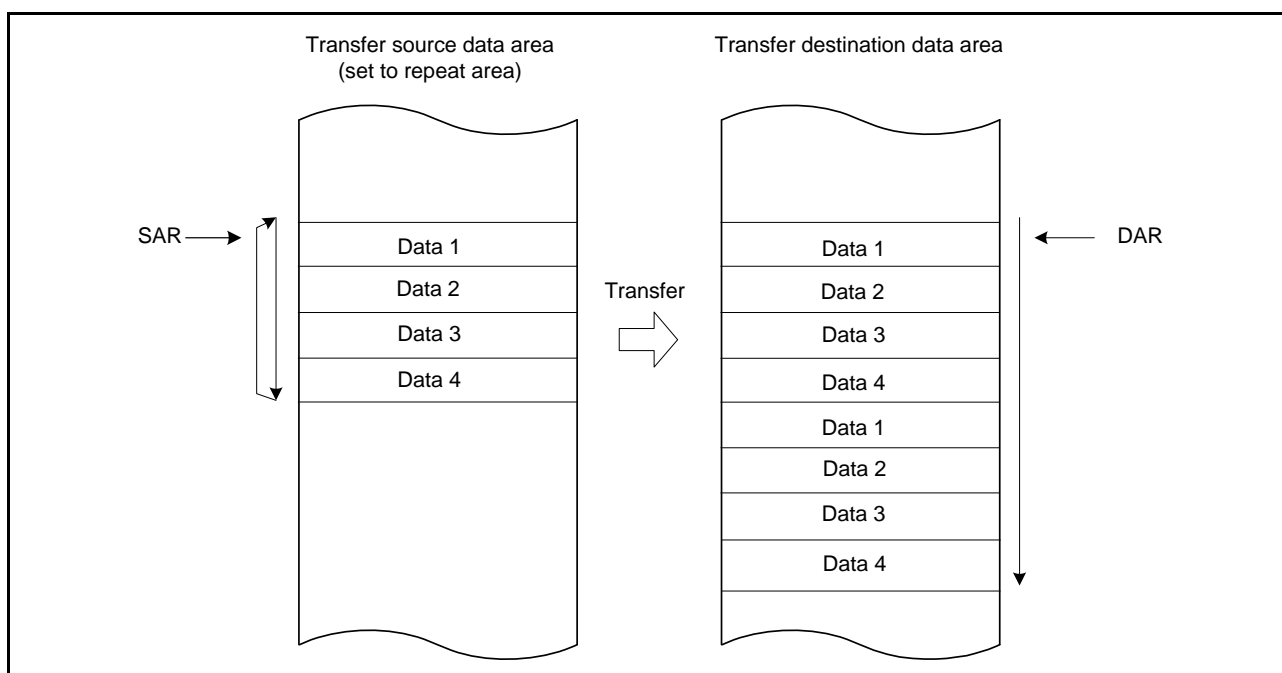 Transfer source data area
(set to repeat area)
Transfer destination data area
SAR
Data 1
Data 2
Data 3
Data 4
Transfer
Data 1
Data 2
Data 3
Data 4
Data 1
Data 2
Data 3
Data 4
DAR